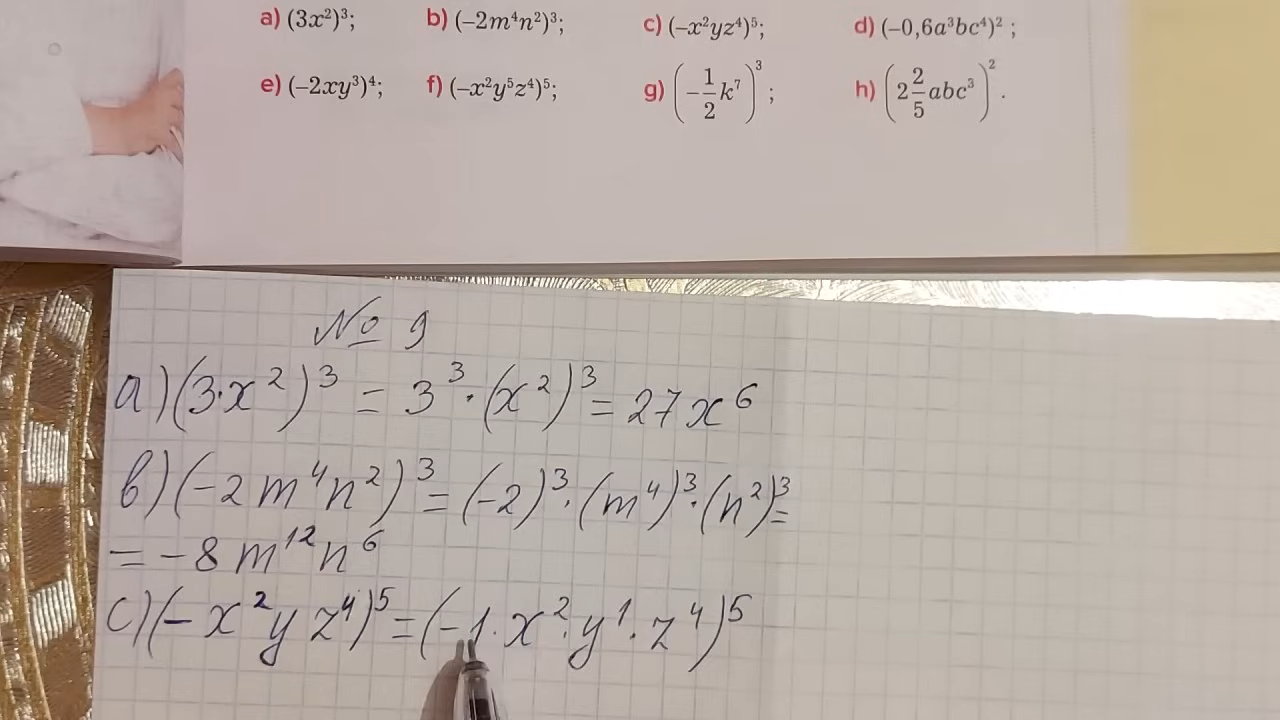 a) (3x²)³; b) (−2m⁴n²)³; c) (−x²yz⁴)⁵; d) (−0,6a³bc⁴)² ;
e) (−2xy³)⁴; f) (−x²y⁵z⁴)⁵; g) (−1/2 k⁷)³ ; h) (2 2/5 abc³)² .
№ 9
a) (3·x²)³ = 3³ · (x²)³ = 27x⁶
b) (−2m⁴n²)³ = (−2)³ · (m⁴)³ · (n²)³ =
= −8m¹²n⁶
c) (−x²yz⁴)⁵ = (−1 · x² · y¹ · z⁴)⁵